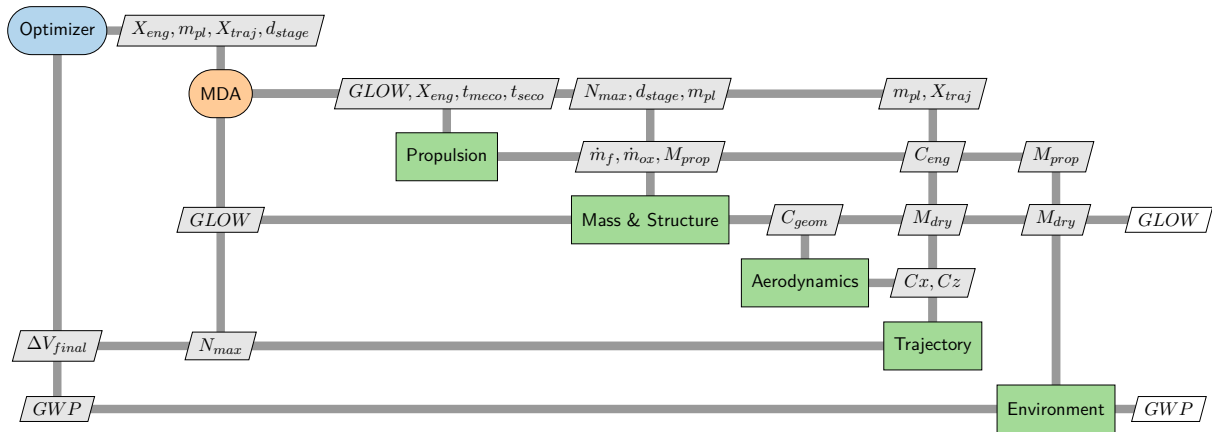 Optimizer X_eng, m_pl, X_traj, d_stage
MDA GLOW, X_eng, t_meco, t_seco N_max, d_stage, m_pl m_pl, X_traj
Propulsion ṁ_f, ṁ_ox, M_prop C_eng M_prop
GLOW Mass & Structure C_geom M_dry M_dry GLOW
Aerodynamics Cx, Cz
ΔV_final N_max Trajectory
GWP Environment GWP